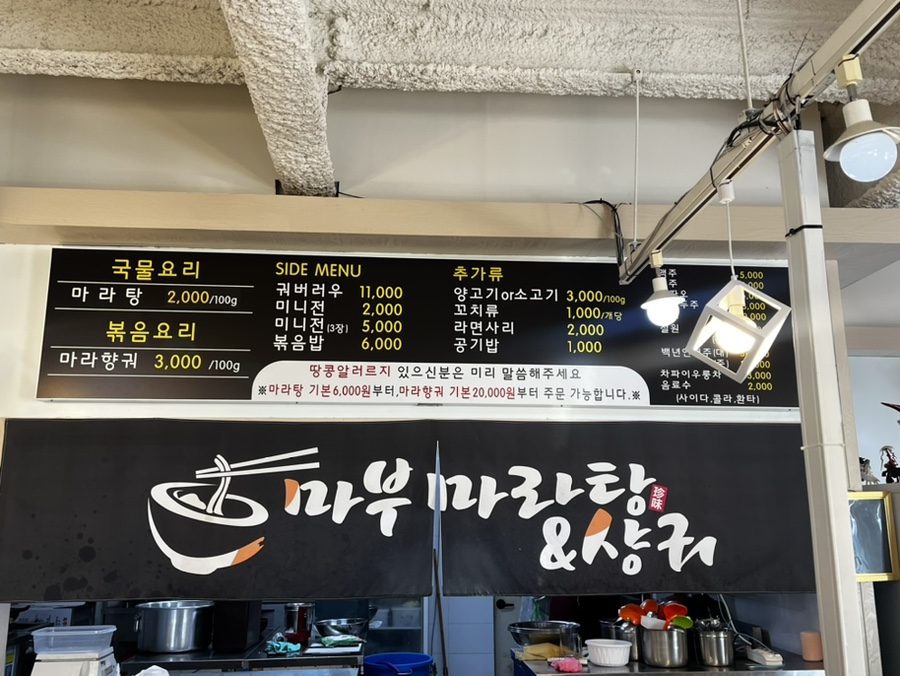 국물요리
마 라 탕 2,000/100g
볶음요리
마라향궈 3,000 /100g
SIDE MENU
궈버러우 11,000
미니전 2,000
미니전(3장) 5,000
볶음밥 6,000
추가류
양고기or소고기 3,000/100g
꼬치류 1,000/개당
라면사리 2,000
공기밥 1,000
땅콩알러르지 있으신분은 미리 말씀해주세요
※마라탕 기본6,000원부터,마라향궈 기본20,000원부터 주문 가능합니다.※
맥주 5,000
차파이우롱차 3,000
음료수 2,000
(사이다,콜라,환타)
마부 마라탕
珍味
&샹궈